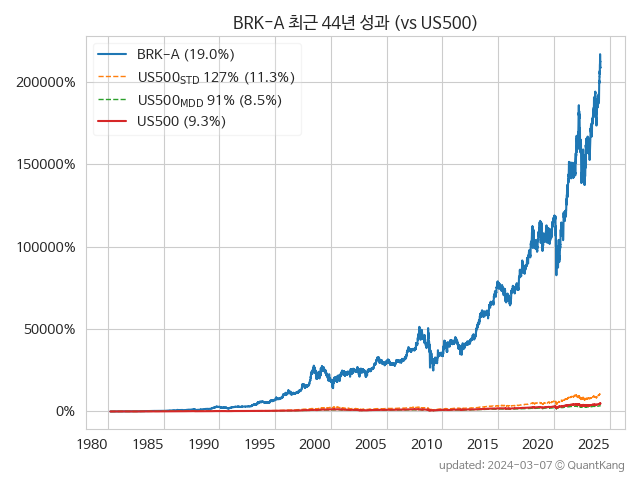 BRK-A 최근 44년 성과 (vs US500)
BRK-A (19.0%)
US500STD 127% (11.3%)
US500MDD 91% (8.5%)
US500 (9.3%)
200000%
150000%
100000%
50000%
0%
1980 1985 1990 1995 2000 2005 2010 2015 2020 2025
updated: 2024-03-07 © QuantKang